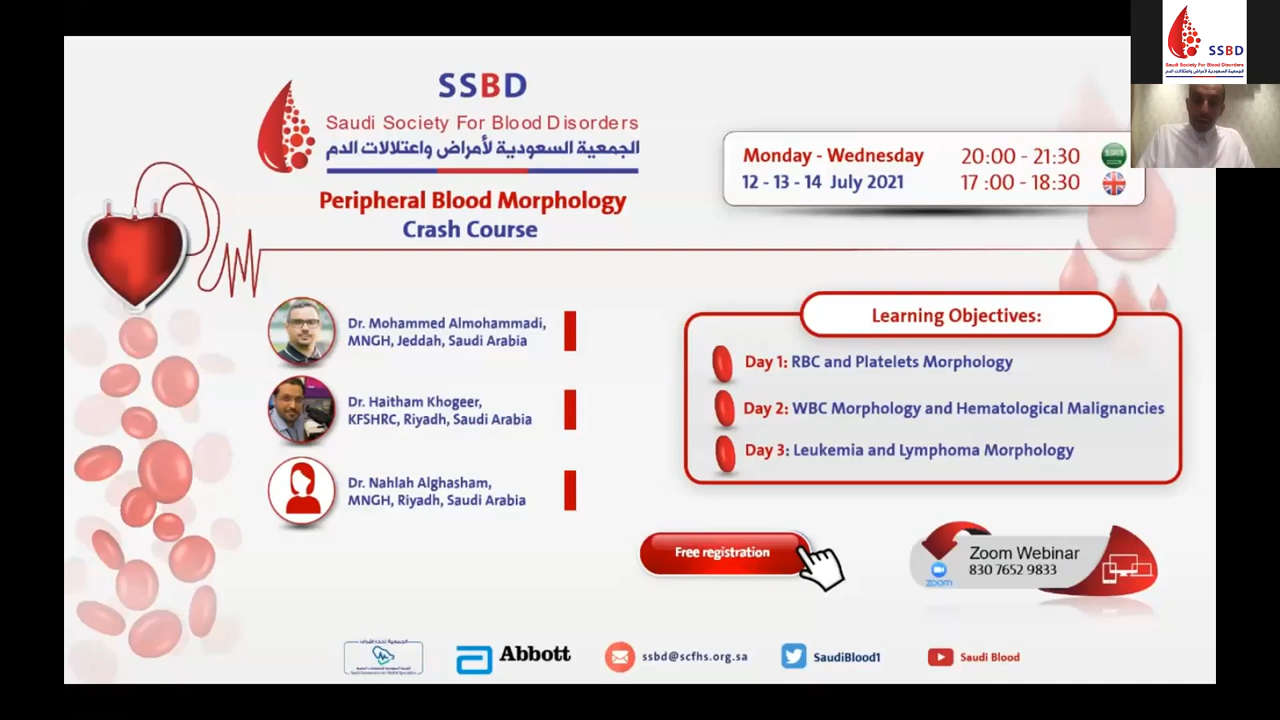 SSBD
Saudi Society For Blood Disorders
الجمعية السعودية لأمراض واعتلالات الدم
Peripheral Blood Morphology
Crash Course
Monday - Wednesday 20:00 - 21:30
12 - 13 - 14 July 2021 17 :00 - 18:30
SSBD
Saudi Society For Blood Disorders
الجمعية السعودية لأمراض واعتلالات الدم
Dr. Mohammed Almohammadi,
MNGH, Jeddah, Saudi Arabia
Dr. Haitham Khogeer,
KFSHRC, Riyadh, Saudi Arabia
Dr. Nahlah Alghasham,
MNGH, Riyadh, Saudi Arabia
Learning Objectives:
Day 1: RBC and Platelets Morphology
Day 2: WBC Morphology and Hematological Malignancies
Day 3: Leukemia and Lymphoma Morphology
Free registration
Zoom Webinar
830 7652 9833
zoom
Abbott
ssbd@scfhs.org.sa
SaudiBlood1
Saudi Blood